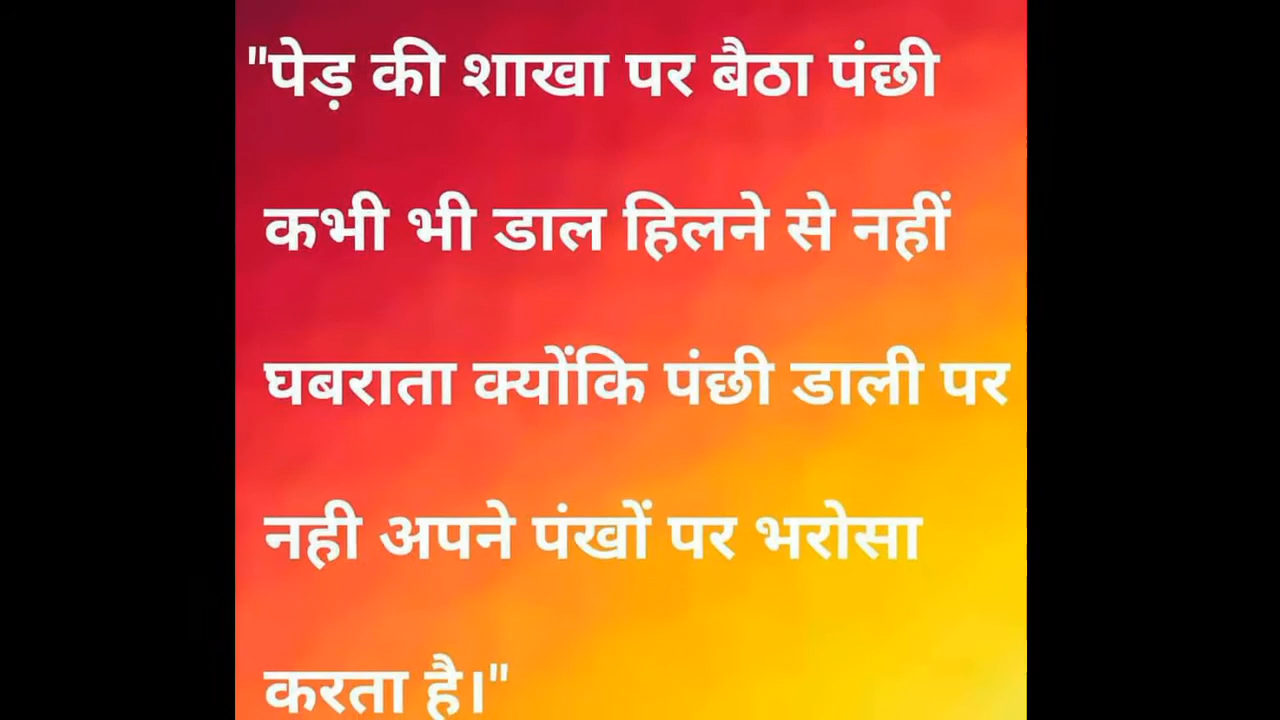 "पेड़ की शाखा पर बैठा पंछी
कभी भी डाल हिलने से नहीं
घबराता क्योंकि पंछी डाली पर
नही अपने पंखों पर भरोसा
करता है।"